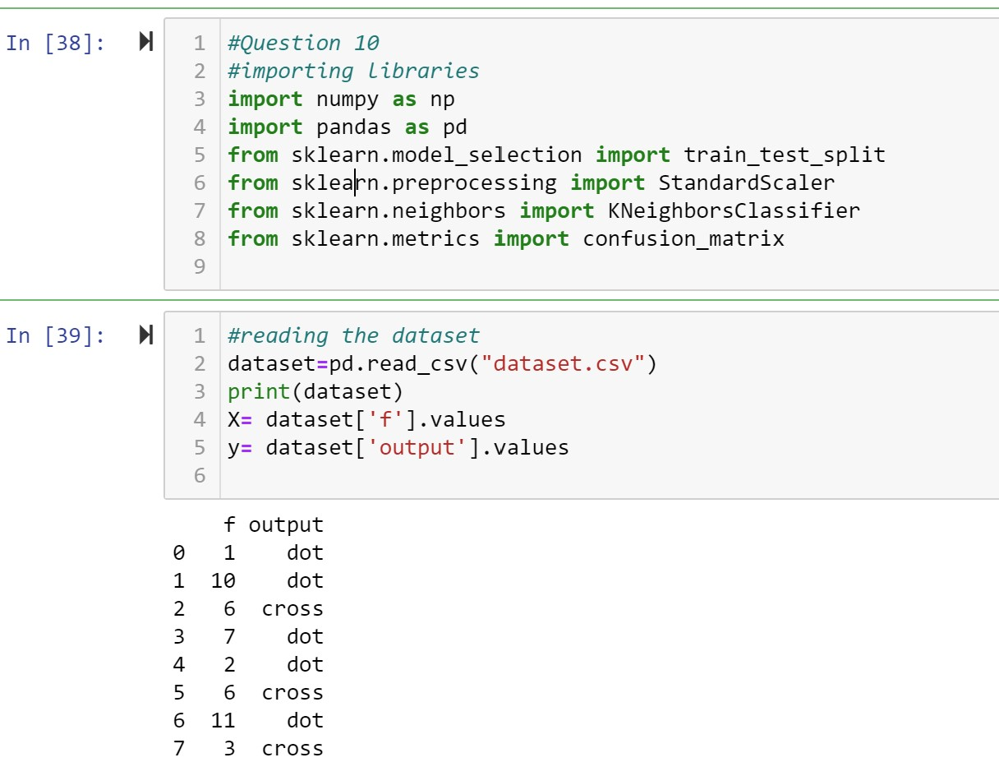 In [38]:
1 #Question 10
2 #importing libraries
3 import numpy as np
4 import pandas as pd
5 from sklearn.model_selection import train_test_split
6 from sklearn.preprocessing import StandardScaler
7 from sklearn.neighbors import KNeighborsClassifier
8 from sklearn.metrics import confusion_matrix
9
In [39]:
1 #reading the dataset
2 dataset=pd.read_csv("dataset.csv")
3 print(dataset)
4 X= dataset['f'].values
5 y= dataset['output'].values
6
f output
0 1 dot
1 10 dot
2 6 cross
3 7 dot
4 2 dot
5 6 cross
6 11 dot
7 3 cross